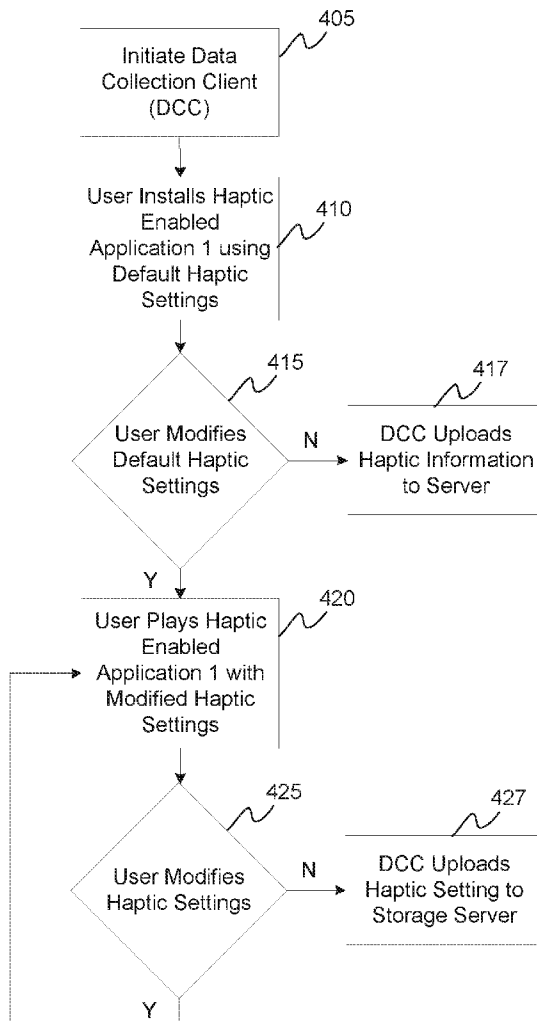 405
Initiate Data
Collection Client
(DCC)
User Installs Haptic
Enabled
Application 1 using
Default Haptic
Settings
410
415
User Modifies
Default Haptic
Settings
N
417
DCC Uploads
Haptic Information
to Server
Y
420
User Plays Haptic
Enabled
Application 1 with
Modified Haptic
Settings
425
User Modifies
Haptic Settings
N
427
DCC Uploads
Haptic Setting to
Storage Server
Y